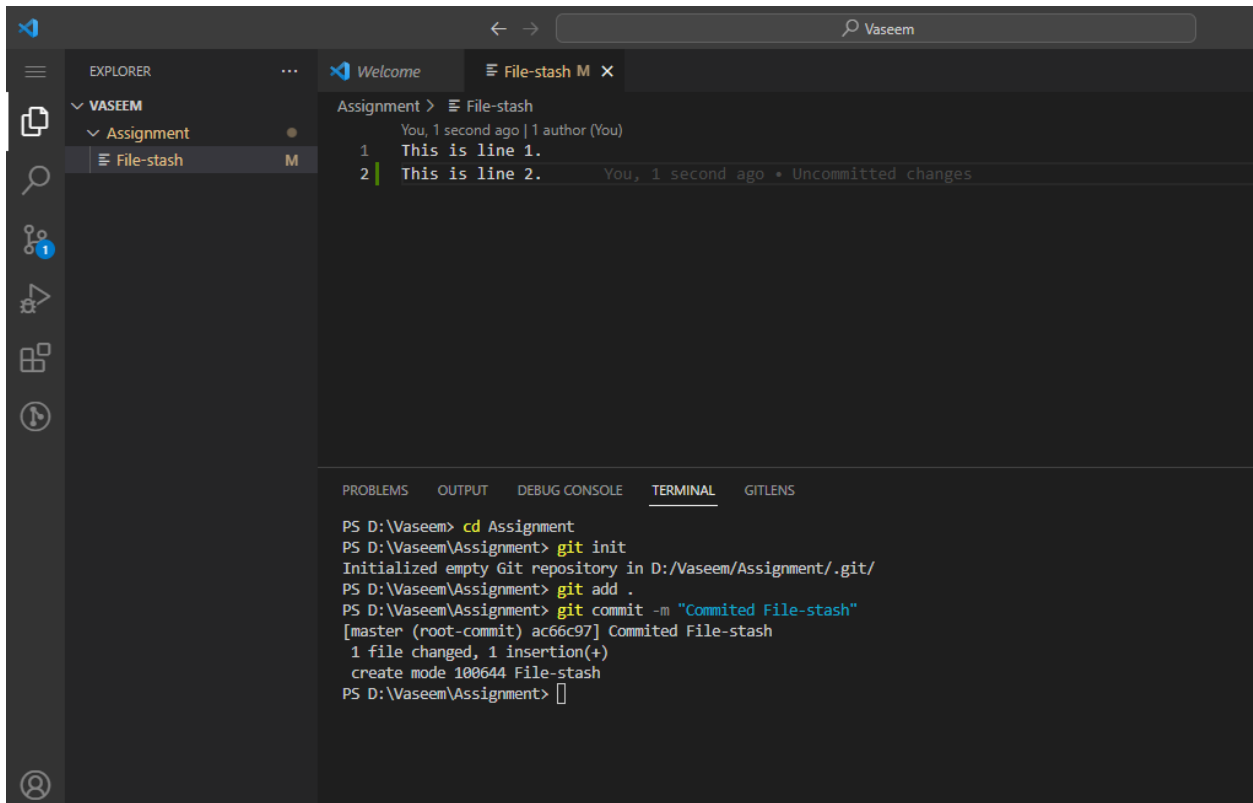 Vaseem
EXPLORER
VASEEM
Assignment
File-stash M
Welcome
File-stash M
Assignment > File-stash
You, 1 second ago | 1 author (You)
1 This is line 1.
2 This is line 2. You, 1 second ago • Uncommitted changes
1
PROBLEMS OUTPUT DEBUG CONSOLE TERMINAL GITLENS
PS D:\Vaseem> cd Assignment
PS D:\Vaseem\Assignment> git init
Initialized empty Git repository in D:/Vaseem/Assignment/.git/
PS D:\Vaseem\Assignment> git add .
PS D:\Vaseem\Assignment> git commit -m "Commited File-stash"
[master (root-commit) ac66c97] Commited File-stash
1 file changed, 1 insertion(+)
create mode 100644 File-stash
PS D:\Vaseem\Assignment>